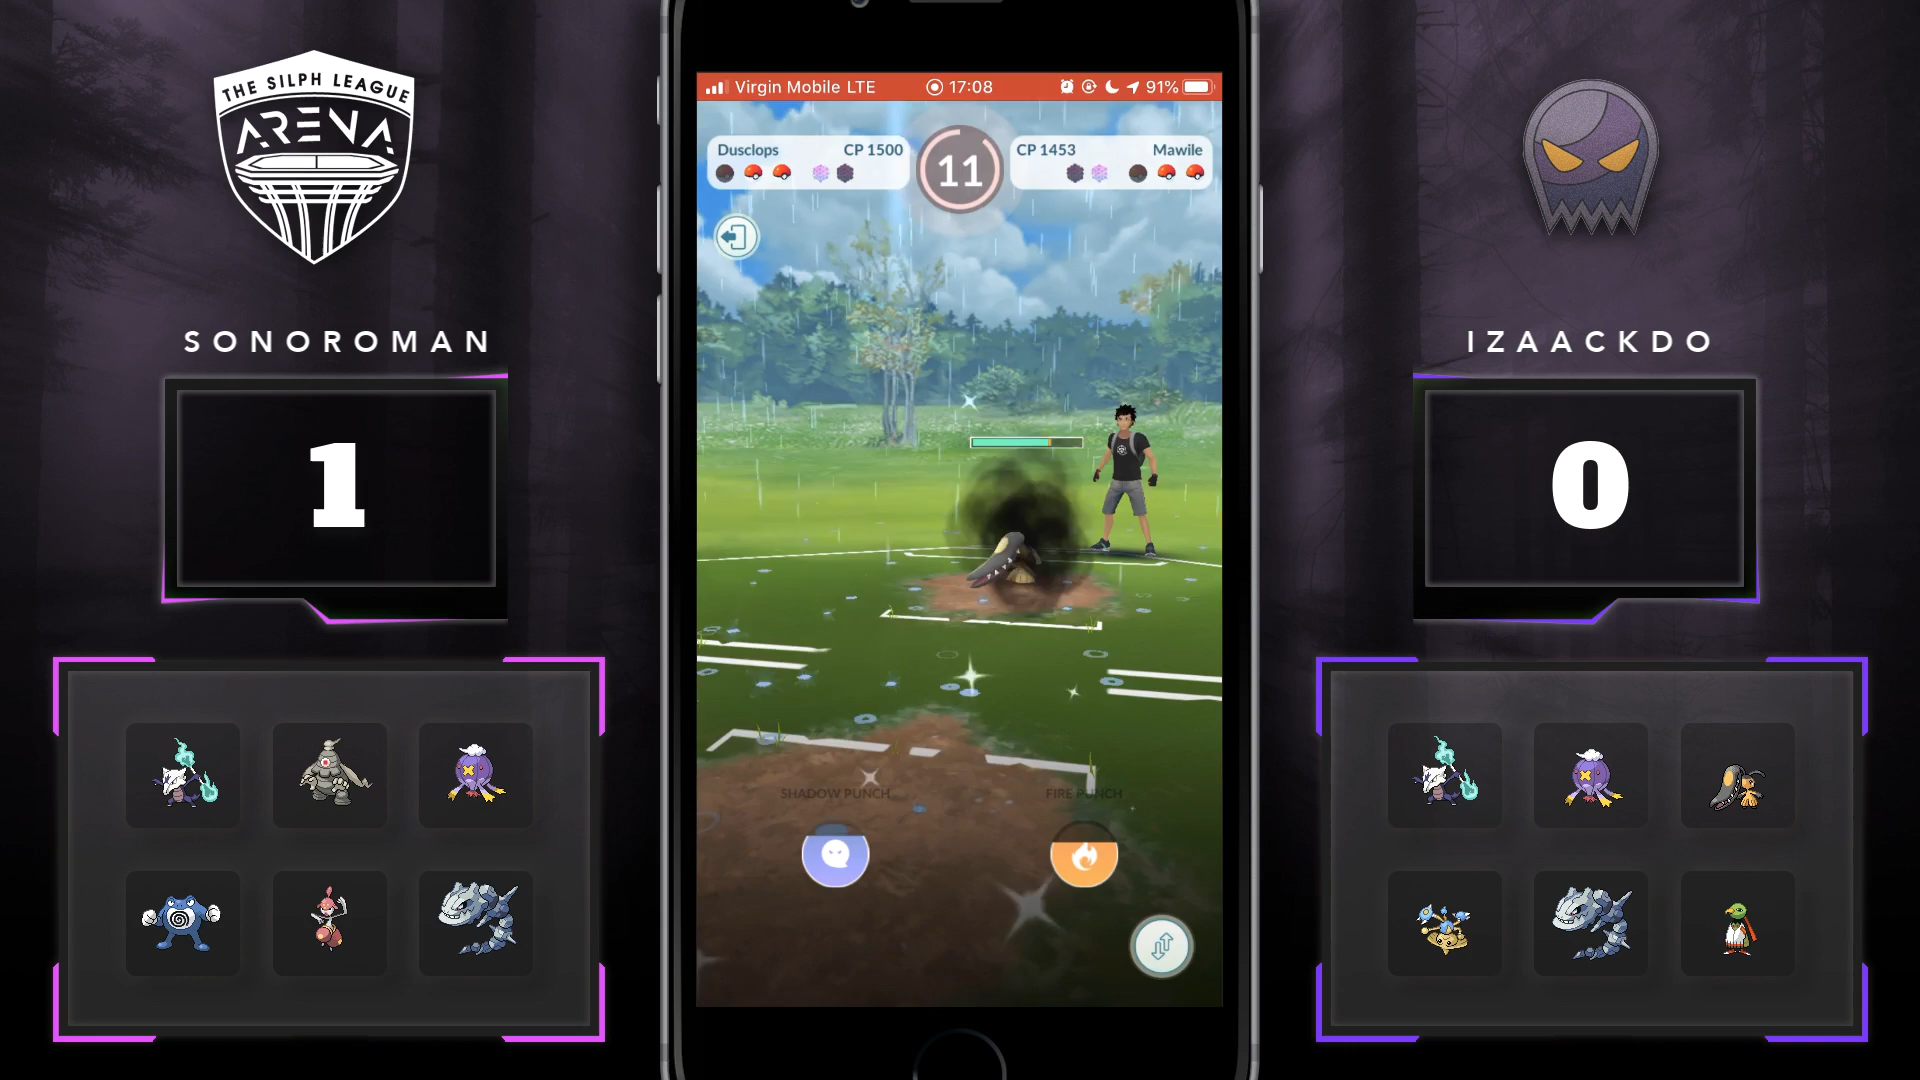 THE SILPH LEAGUE
ARENA
SONOROMAN
1
Virgin Mobile LTE
17:08
91%
Dusclops
CP 1500
11
CP 1453
Mawile
SHADOW PUNCH
FIRE PUNCH
IZAACKDO
0